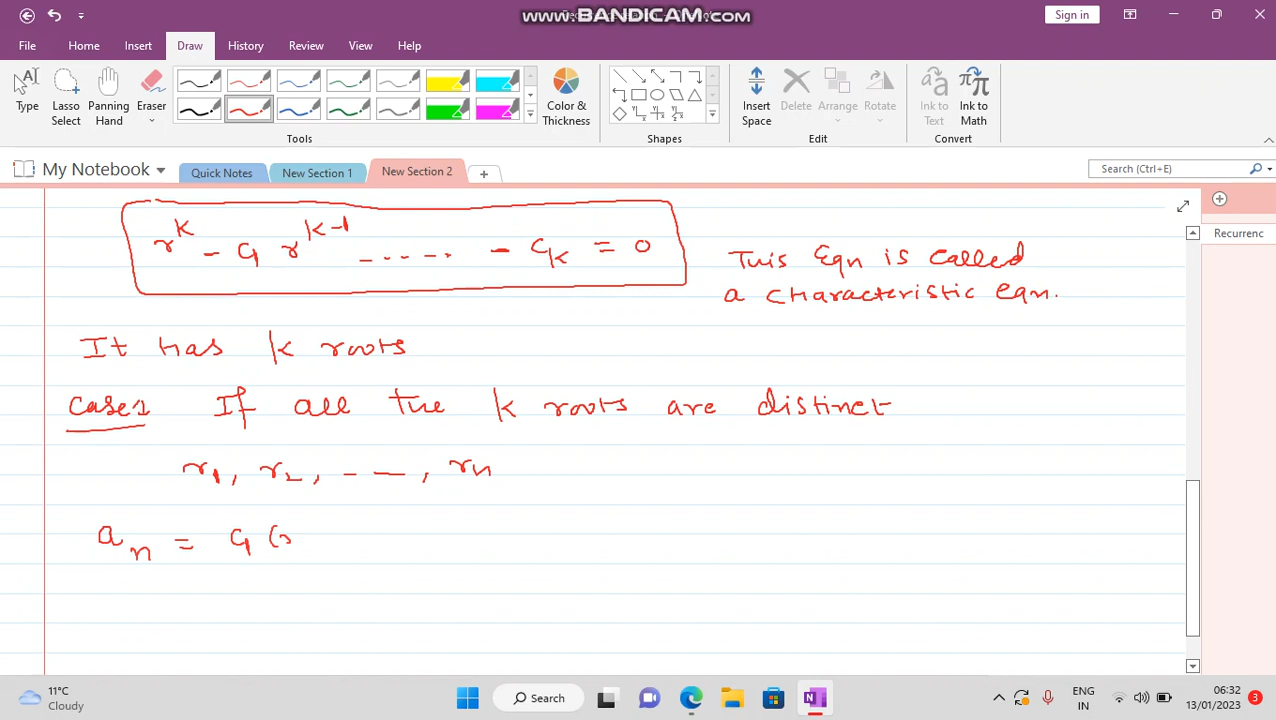 www.BANDICAM.com
Sign in
File Home Insert Draw History Review View Help
Type Lasso Select Panning Hand Eraser Color & Thickness Insert Space Delete Arrange Rotate Ink to Text Ink to Math
Tools Shapes Edit Convert
My Notebook Quick Notes New Section 1 New Section 2 Search (Ctrl+E)
Recurrenc
r^k - C1 r^(k-1) ...... - Ck = 0
This Eqn is called
a characteristic eqn.
It has k roots
Case1 If all the k roots are distinct
r1, r2, - —, rn
a_n = C1 (
11°C
Cloudy
Search
ENG
IN
06:32
13/01/2023
3